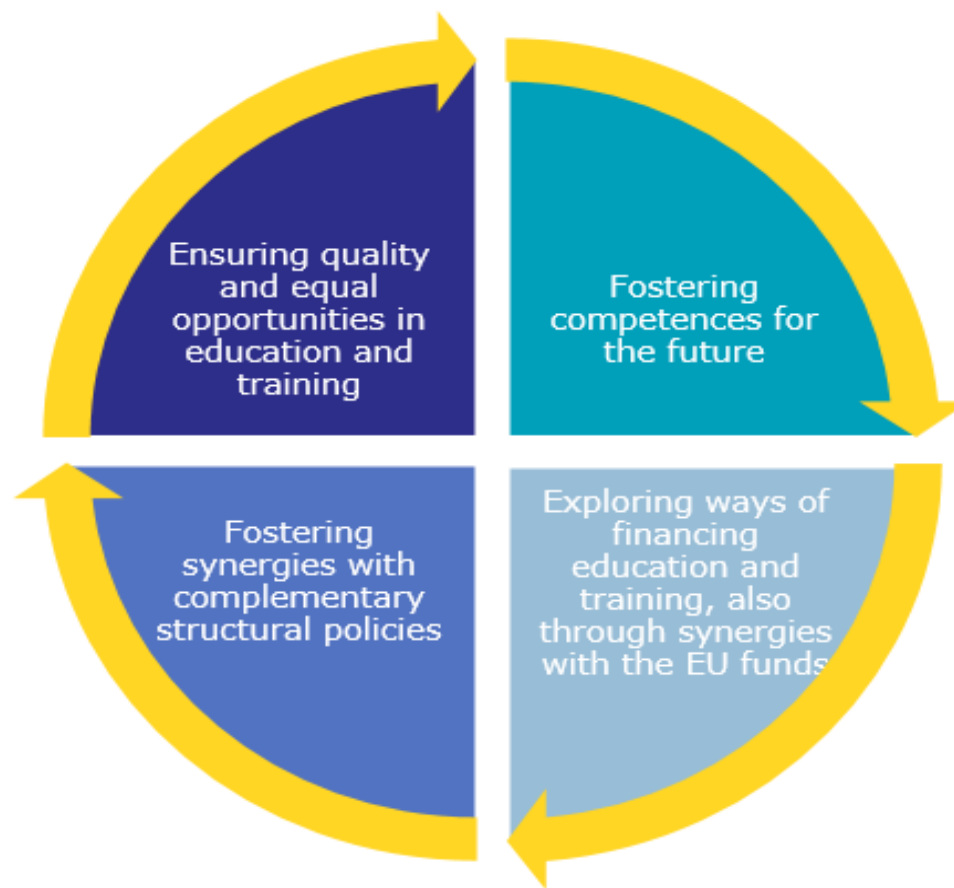 Ensuring quality
and equal
opportunities in
education and
training
Fostering
competences for
the future
Fostering
synergies with
complementary
structural policies
Exploring ways of
financing
education and
training, also
through synergies
with the EU funds